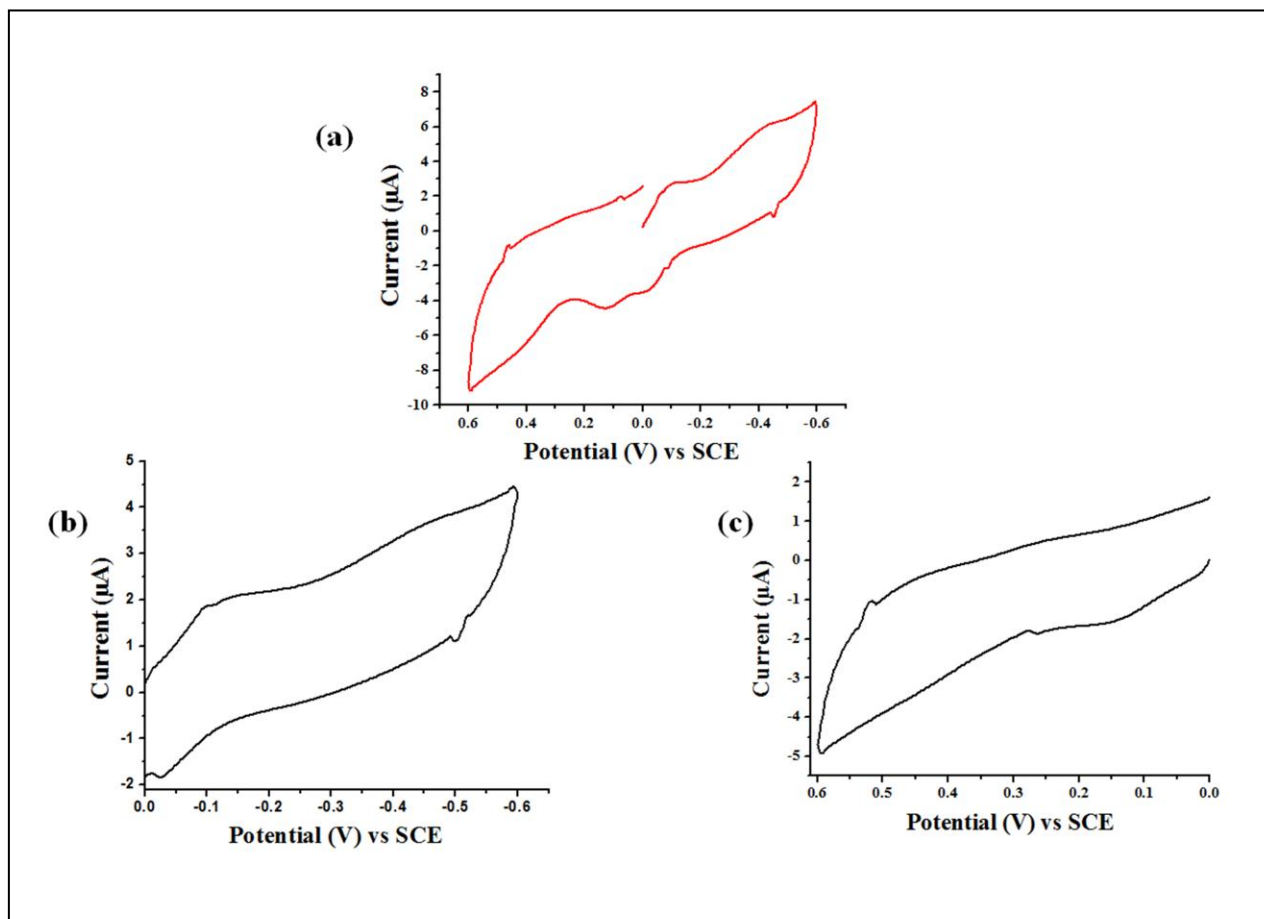 (a)
Current (µA)
8
6
4
2
0
-2
-4
-6
-8
-10
0.6 0.4 0.2 0.0 -0.2 -0.4 -0.6
Potential (V) vs SCE
(b)
Current (µA)
5
4
3
2
1
0
-1
-2
0.0 -0.1 -0.2 -0.3 -0.4 -0.5 -0.6
Potential (V) vs SCE
(c)
Current (µA)
2
1
0
-1
-2
-3
-4
-5
0.6 0.5 0.4 0.3 0.2 0.1 0.0
Potential (V) vs SCE